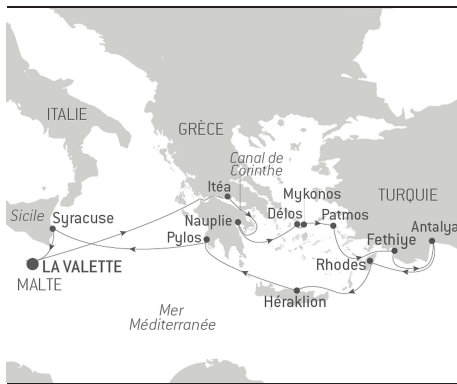 ITALIE
GRÈCE
Canal de
Corinthe
Itéa
Mykonos
TURQUIE
Sicile
Syracuse
Nauplie
Délos
Patmos
Antalya
Pylos
Fethiye
LA VALETTE
Rhodes
MALTE
Héraklion
Mer
Méditerranée